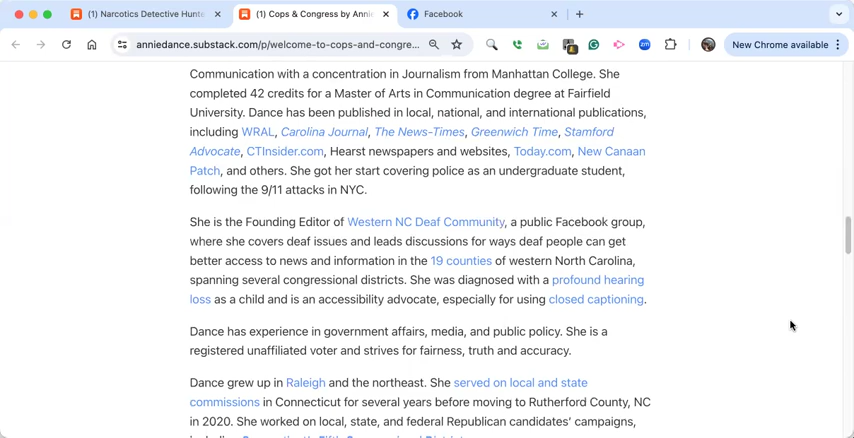 (1) Narcotics Detective Hunte
(1) Cops & Congress by Annie
Facebook
anniedance.substack.com/p/welcome-to-cops-and-congre...
New Chrome available
Communication with a concentration in Journalism from Manhattan College. She
completed 42 credits for a Master of Arts in Communication degree at Fairfield
University. Dance has been published in local, national, and international publications,
including WRAL, Carolina Journal, The News-Times, Greenwich Time, Stamford
Advocate, CTInsider.com, Hearst newspapers and websites, Today.com, New Canaan
Patch, and others. She got her start covering police as an undergraduate student,
following the 9/11 attacks in NYC.
She is the Founding Editor of Western NC Deaf Community, a public Facebook group,
where she covers deaf issues and leads discussions for ways deaf people can get
better access to news and information in the 19 counties of western North Carolina,
spanning several congressional districts. She was diagnosed with a profound hearing
loss as a child and is an accessibility advocate, especially for using closed captioning.
Dance has experience in government affairs, media, and public policy. She is a
registered unaffiliated voter and strives for fairness, truth and accuracy.
Dance grew up in Raleigh and the northeast. She served on local and state
commissions in Connecticut for several years before moving to Rutherford County, NC
in 2020. She worked on local, state, and federal Republican candidates' campaigns,
including Connecticut's Fifth Congressional District